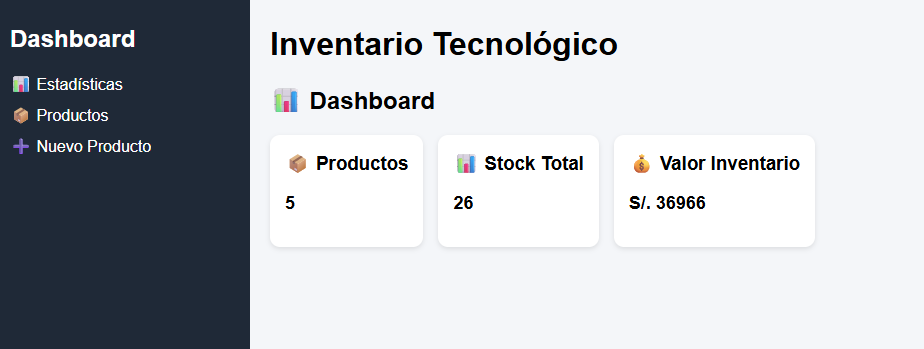 Dashboard
📊 Estadísticas
📦 Productos
➕ Nuevo Producto
Inventario Tecnológico
📊 Dashboard
📦 Productos
5
📊 Stock Total
26
💰 Valor Inventario
S/. 36966